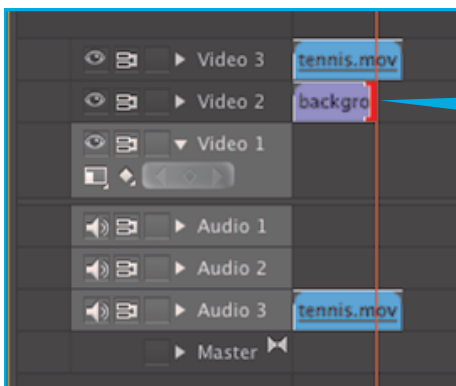 Video 3 tennis.mov
Video 2 backgro
Video 1
Audio 1
Audio 2
Audio 3 tennis.mov
Master